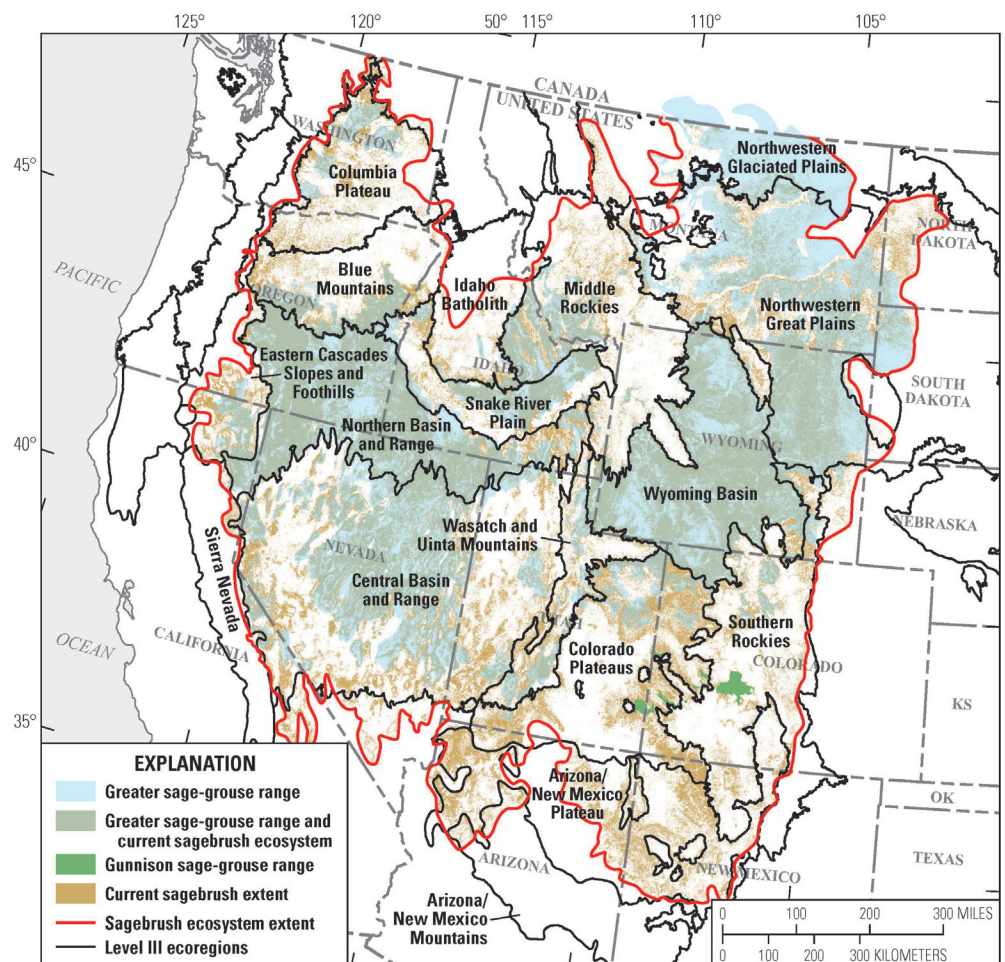 125°
120°
50°
115°
110°
105°
CANADA
UNITED STATES
WASHINGTON
Northwestern
Glaciated Plains
45°
Columbia
Plateau
MONTANA
NORTH
DAKOTA
PACIFIC
Blue
Mountains
Idaho
Batholith
Middle
Rockies
OREGON
Northwestern
Great Plains
Eastern Cascades
Slopes and
Foothills
IDAHO
SOUTH
DAKOTA
Snake River
Plain
40°
Northern Basin
and Range
WYOMING
Wyoming Basin
NEBRASKA
Wasatch and
Uinta Mountains
Sierra Nevada
NEVADA
Central Basin
and Range
UTAH
Southern
Rockies
OCEAN
CALIFORNIA
Colorado
Plateaus
COLORADO
KS
35°
EXPLANATION
Greater sage-grouse range
Greater sage-grouse range and
current sagebrush ecosystem
Gunnison sage-grouse range
Current sagebrush extent
Sagebrush ecosystem extent
Level III ecoregions
Arizona/
New Mexico
Plateau
OK
ARIZONA
NEW MEXICO
TEXAS
Arizona/
New Mexico
Mountains
0 100 200 300 MILES
0 100 200 300 KILOMETERS